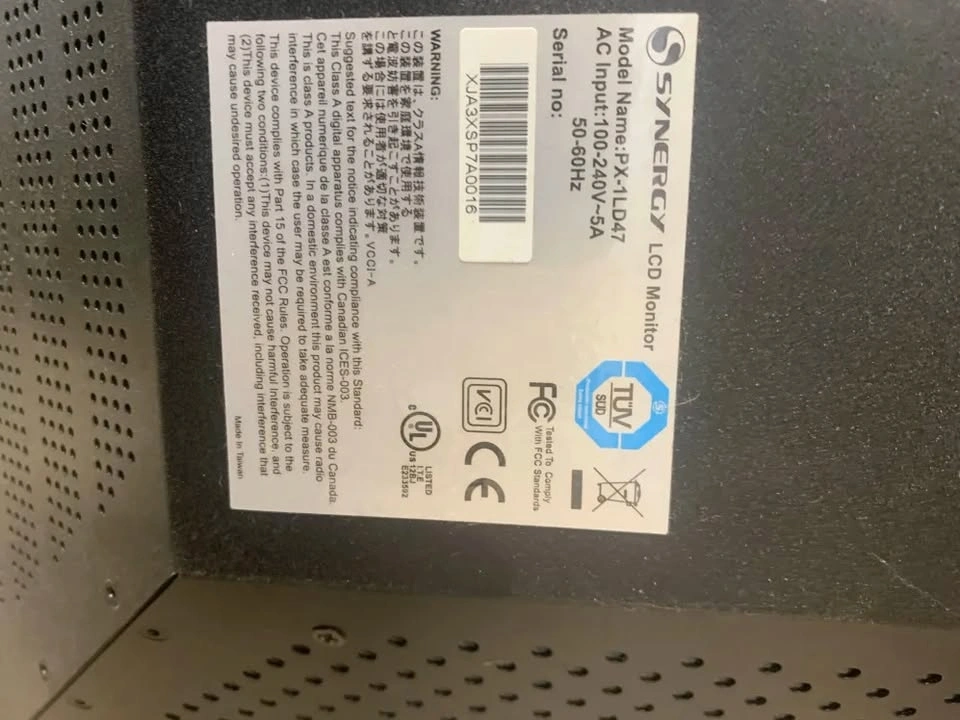 SYNERGY LCD Monitor
Model Name:PX-1LD47
AC Input:100-240V~5A
50-60Hz
Serial no:
XJA3XSP7A0016
TÜV
SÜD
FC Tested To Comply
With FCC Standards
VCI
CE
c UL us
LISTED
I.T.E
12BJ
E233592
WARNING:
この装置は、クラスA情報技術装置です。
この装置を家庭環境で使用する
と電波妨害を引き起こすことがあります。
この場合には使用者が適切な対策
を講ずる要求されることがあります。VCCI-A
Suggested text for the notice indicating compliance with this Standard:
This Class A digital apparatus complies with Canadian ICES-003.
Cet appareil numerique de la classe A est conforme a la norme NMB-003 du Canada.
This is class A products. In a domestic environment this product may cause radio
interference in which case the user may be required to take adequate measure.
This device complies with Part 15 of the FCC Rules. Operation is subject to the
following two conditions:(1)This device may not cause harmful Interference, and
(2)This device must accept any interference received, including interference that
may cause undesired operation.
Made In Taiwan